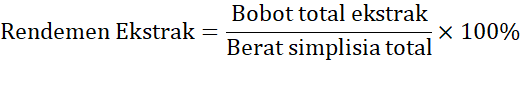 Rendemen Ekstrak = Bobot total ekstrak / Berat simplisia total × 100%